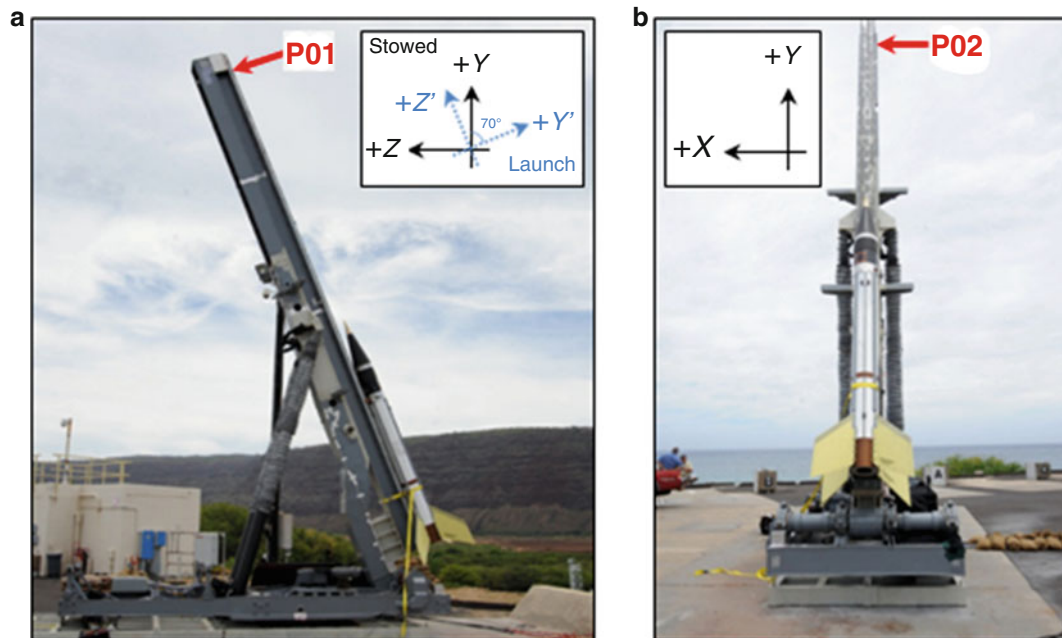 a
P01
Stowed
+Y
+Z'
70°
+Y'
+Z
Launch
b
P02
+Y
+X